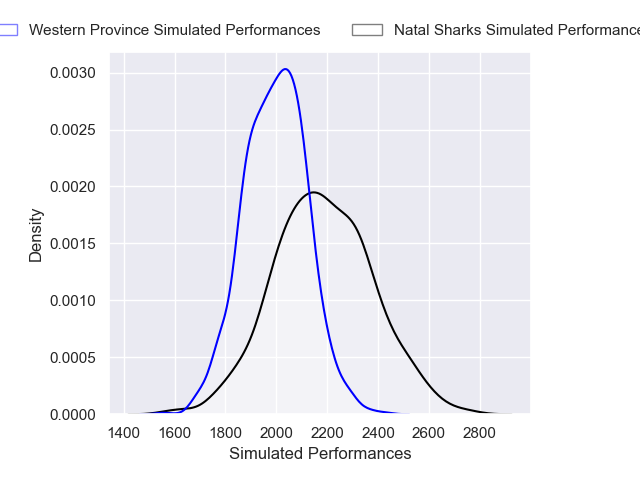 Western Province Simulated Performances
Natal Sharks Simulated Performance
0.0030
0.0025
0.0020
0.0015
0.0010
0.0005
0.0000
Density
1400 1600 1800 2000 2200 2400 2600 2800
Simulated Performances